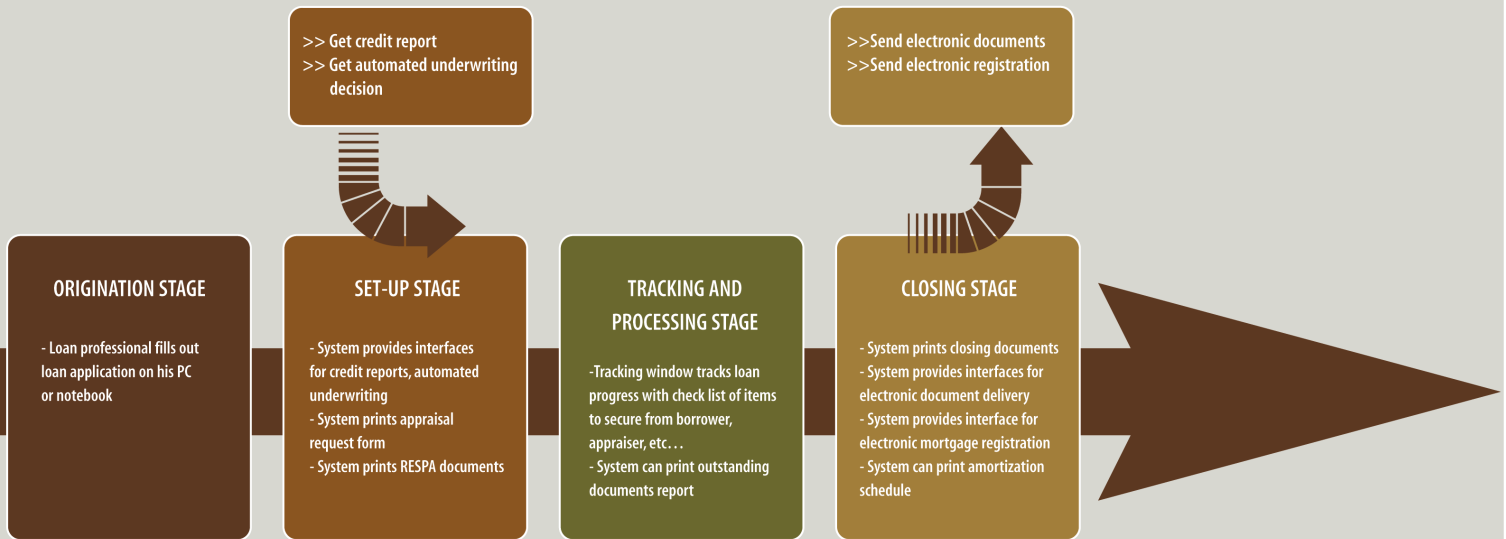 >> Get credit report
>> Get automated underwriting
decision
>>Send electronic documents
>>Send electronic registration
ORIGINATION STAGE
- Loan professional fills out
loan application on his PC
or notebook
SET-UP STAGE
- System provides interfaces
for credit reports, automated
underwriting
- System prints appraisal
request form
- System prints RESPA documents
TRACKING AND
PROCESSING STAGE
-Tracking window tracks loan
progress with check list of items
to secure from borrower,
appraiser, etc...
- System can print outstanding
documents report
CLOSING STAGE
- System prints closing documents
- System provides interfaces for
electronic document delivery
- System provides interface for
electronic mortgage registration
- System can print amortization
schedule